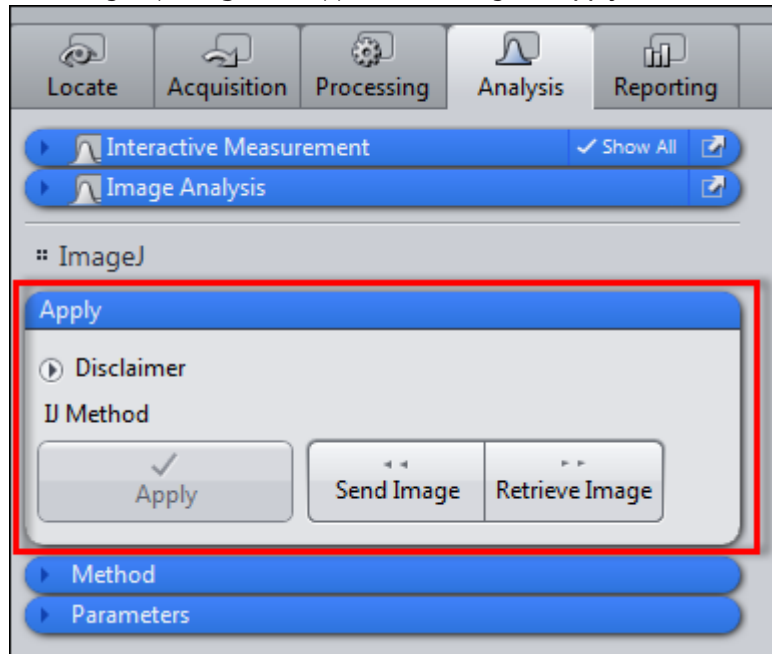 Locate Acquisition Processing Analysis Reporting
Interactive Measurement Show All
Image Analysis
ImageJ
Apply
Disclaimer
IJ Method
Apply Send Image Retrieve Image
Method
Parameters